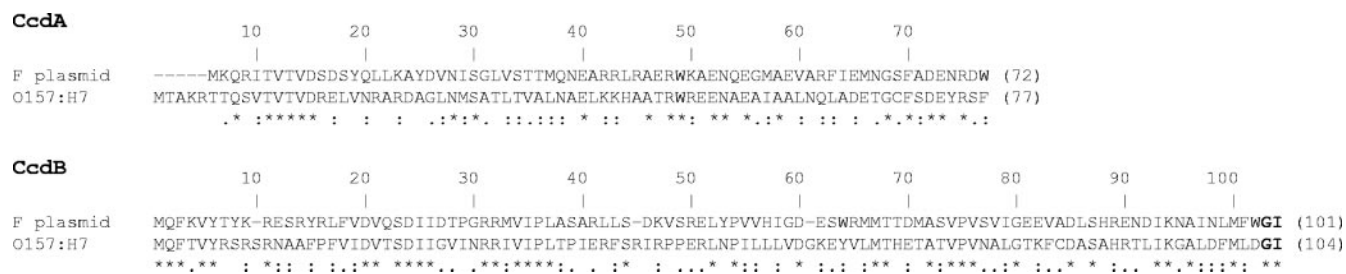 CcdA
10 20 30 40 50 60 70
| | | | | | |
F plasmid -----MKQRITVTVDSDSYQLLKAYDVNISGLVSTTMQNEARRLRAERWKAENQEGMAEVARFIEMNGSFADENRDW (72)
O157:H7 MTAKRTTQSVTVTVDRELVNRARDAGLNMSATLTVALNAELKKHAATRWREENAEAIAALNQLADETGCFSDEYRSF (77)
.* :**** : : : .::*:*. ::.::: * :: * ** : ** : .* : :: : .*.*:** *.:
CcdB
10 20 30 40 50 60 70 80 90 100
| | | | | | | | | |
F plasmid MQFKVYTYK-RESRYRLFVDVQSDIIDTPGRRMVIPLASARLLS-DKVSRELYPVVHIGD-ESWRMMTTDMASVPVSVIGEEVADLSHRENDIKNAINLMFWGI (101)
O157:H7 MQFTVYRSRSRNAAFPFVIDVTSDIIGVINRRIVIPLTPIERFSRIRPPERLNPILLLVDGKEYVLMTHETATVPVNALGTKFCDASAHRTLIKGALDFMLDGI (104)